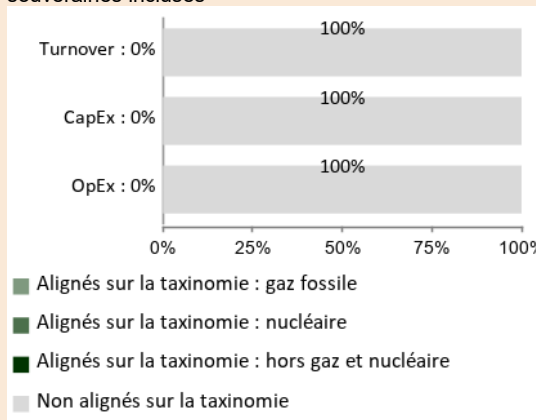 souveraines incluses
100%
Turnover : 0%
100%
CapEx : 0%
100%
OpEx : 0%
0% 25% 50% 75% 100%
Alignés sur la taxinomie : gaz fossile
Alignés sur la taxinomie : nucléaire
Alignés sur la taxinomie : hors gaz et nucléaire
Non alignés sur la taxinomie